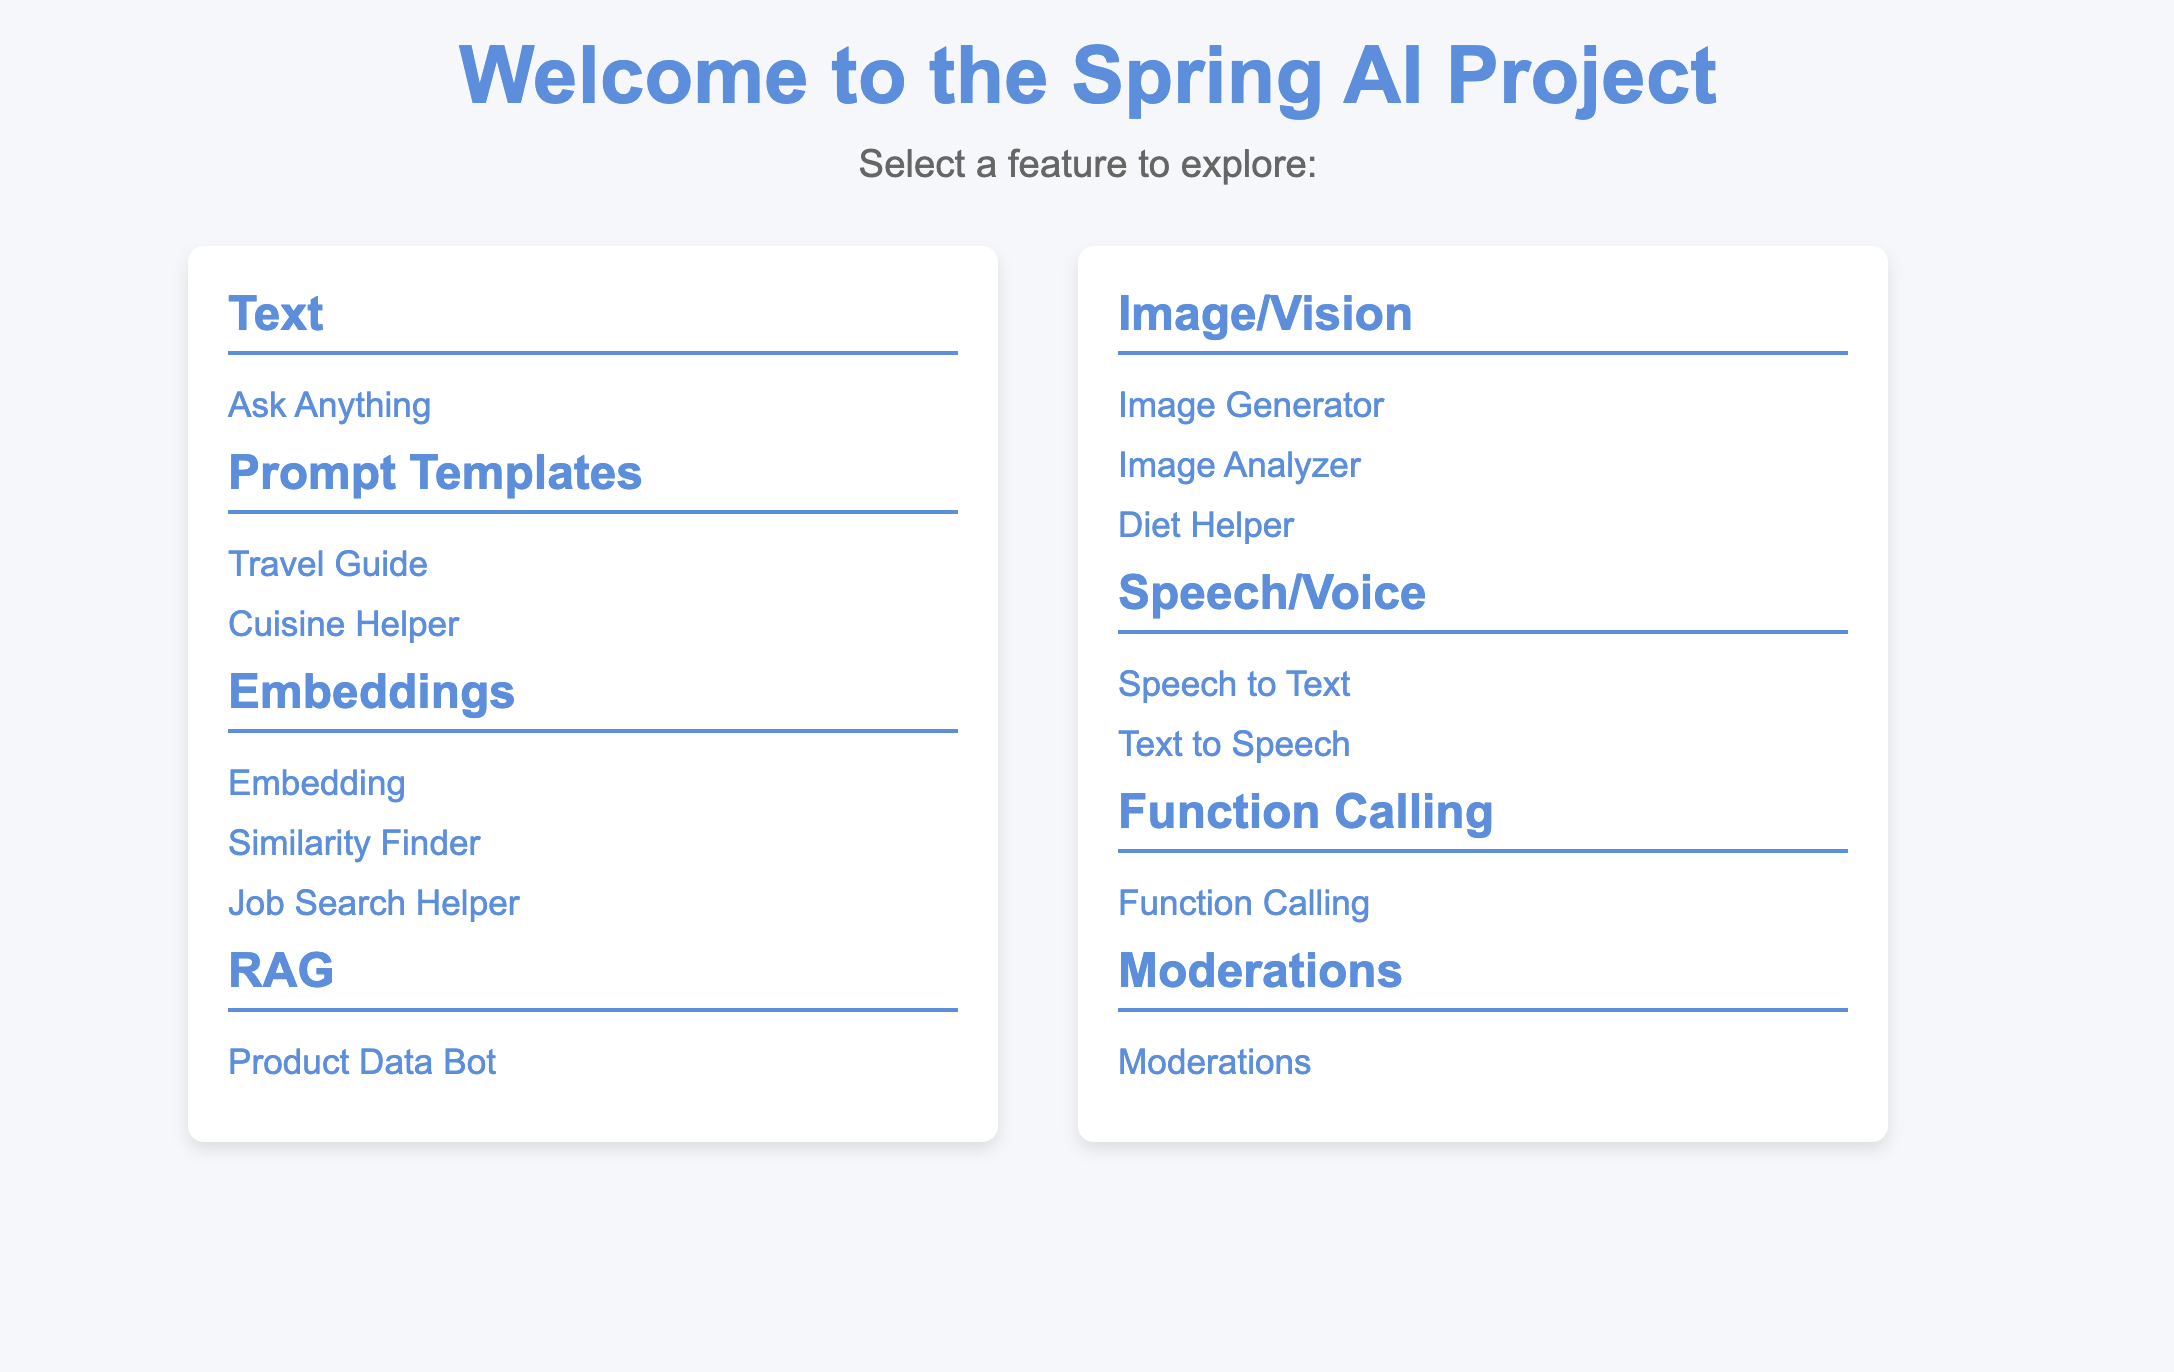 Welcome to the Spring AI Project
Select a feature to explore:
Text
Ask Anything
Prompt Templates
Travel Guide
Cuisine Helper
Embeddings
Embedding
Similarity Finder
Job Search Helper
RAG
Product Data Bot
Image/Vision
Image Generator
Image Analyzer
Diet Helper
Speech/Voice
Speech to Text
Text to Speech
Function Calling
Function Calling
Moderations
Moderations